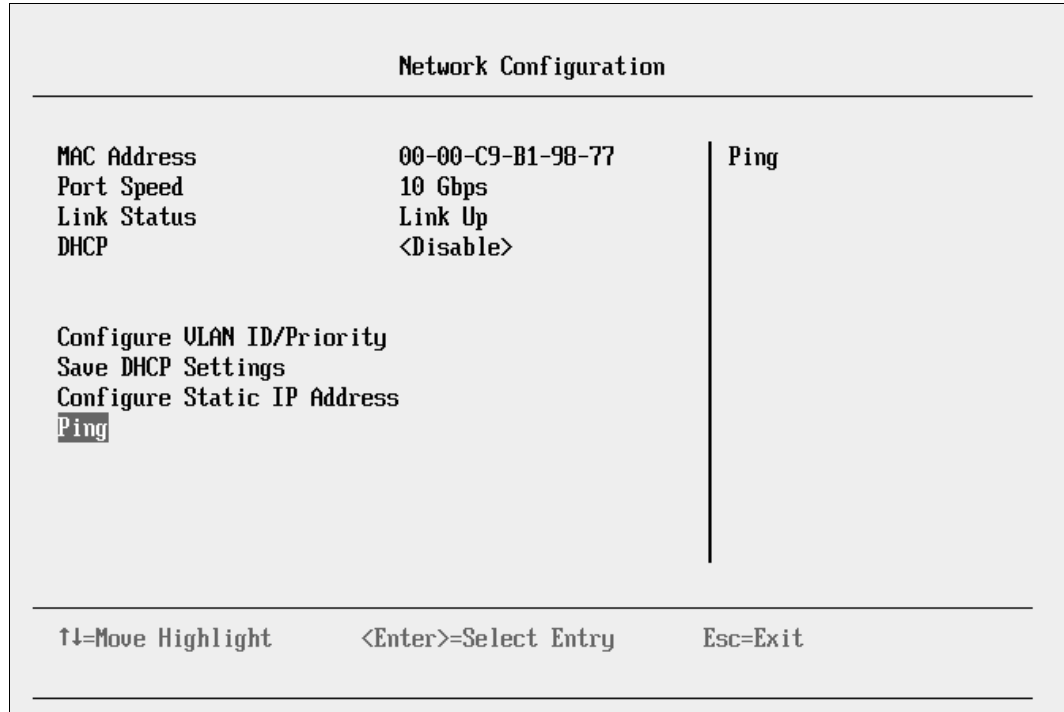 Network Configuration
MAC Address 00-00-C9-B1-98-77 Ping
Port Speed 10 Gbps
Link Status Link Up
DHCP <Disable>
Configure VLAN ID/Priority
Save DHCP Settings
Configure Static IP Address
Ping
↑↓=Move Highlight <Enter>=Select Entry Esc=Exit